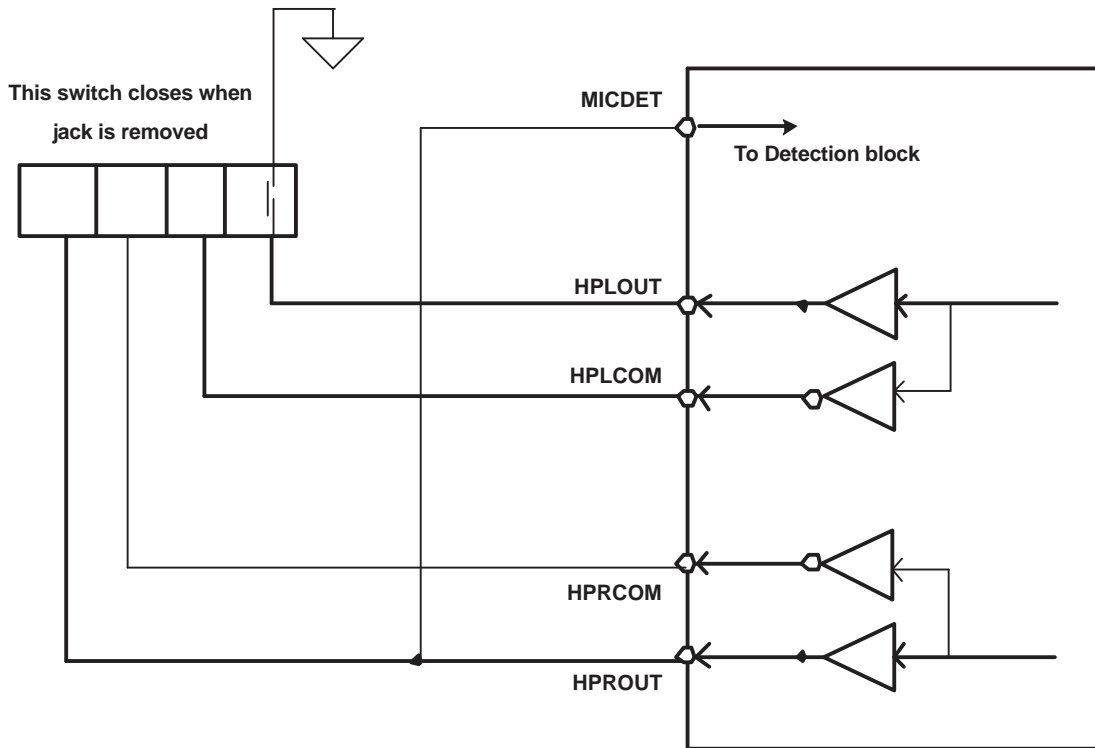 This switch closes when
jack is removed
MICDET
To Detection block
HPLOUT
HPLCOM
HPRCOM
HPROUT